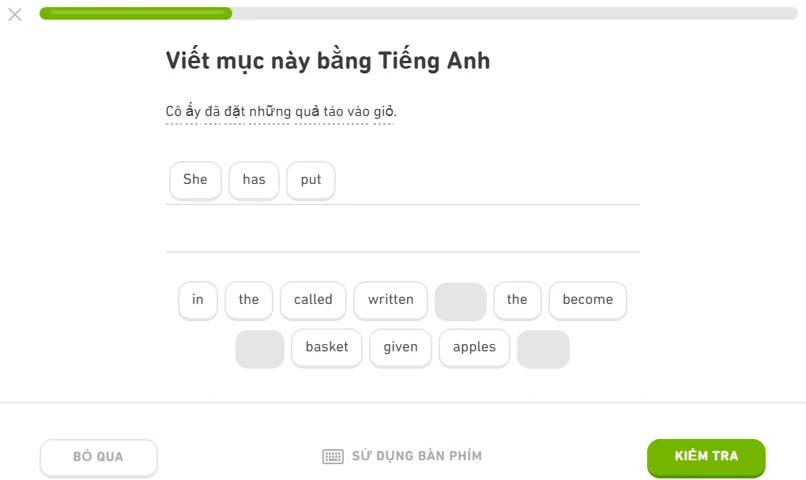 Viết mục này bằng Tiếng Anh
Cô ấy đã đặt những quả táo vào giỏ.
She has put
in the called written the become
basket given apples
BỎ QUA SỬ DỤNG BÀN PHÍM KIỂM TRA